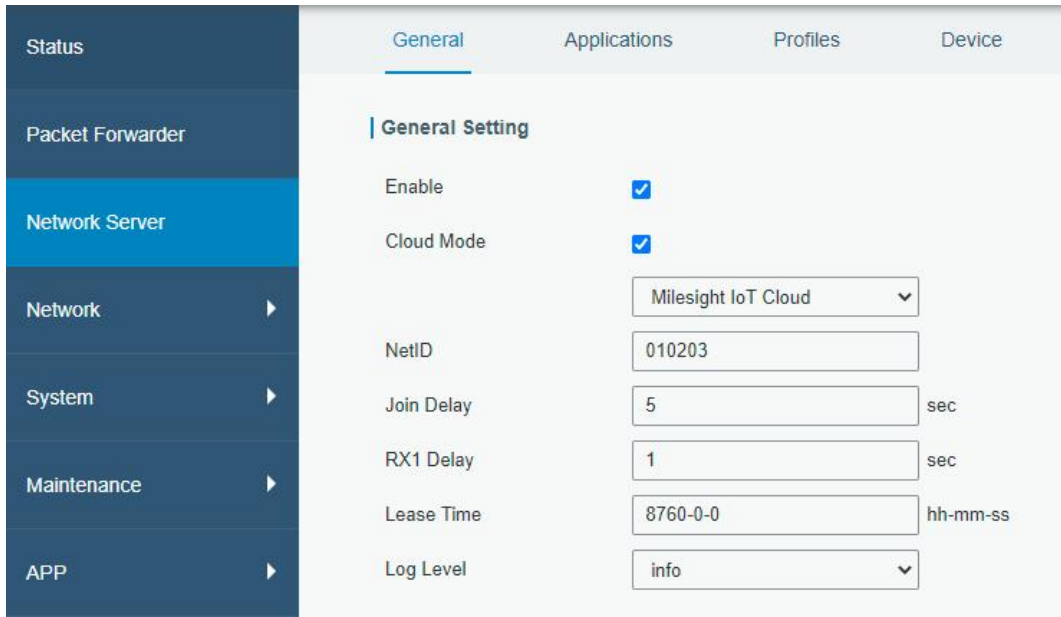 Status
Packet Forwarder
Network Server
Network
System
Maintenance
APP
General Applications Profiles Device
General Setting
Enable
Cloud Mode
Milesight IoT Cloud
NetID 010203
Join Delay 5 sec
RX1 Delay 1 sec
Lease Time 8760-0-0 hh-mm-ss
Log Level info